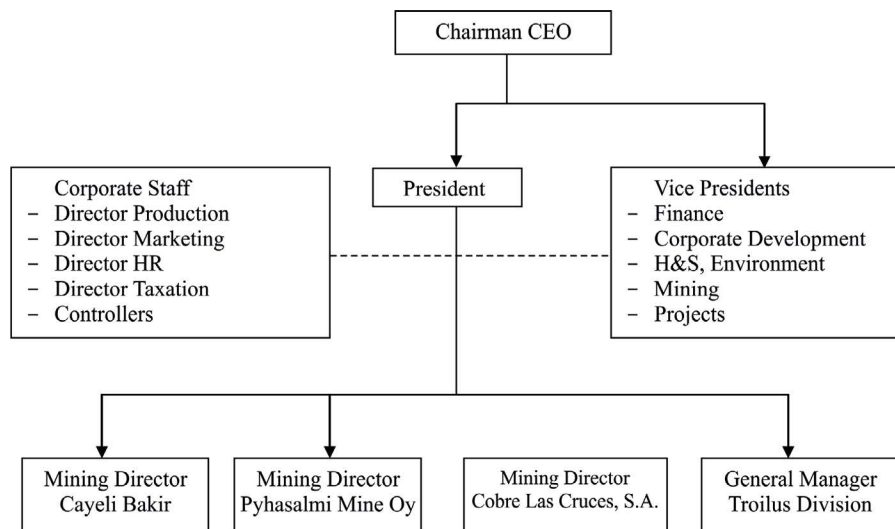 Chairman CEO
Corporate Staff
– Director Production
– Director Marketing
– Director HR
– Director Taxation
– Controllers
President
Vice Presidents
– Finance
– Corporate Development
– H&S, Environment
– Mining
– Projects
Mining Director
Cayeli Bakir
Mining Director
Pyhasalmi Mine Oy
Mining Director
Cobre Las Cruces, S.A.
General Manager
Troilus Division